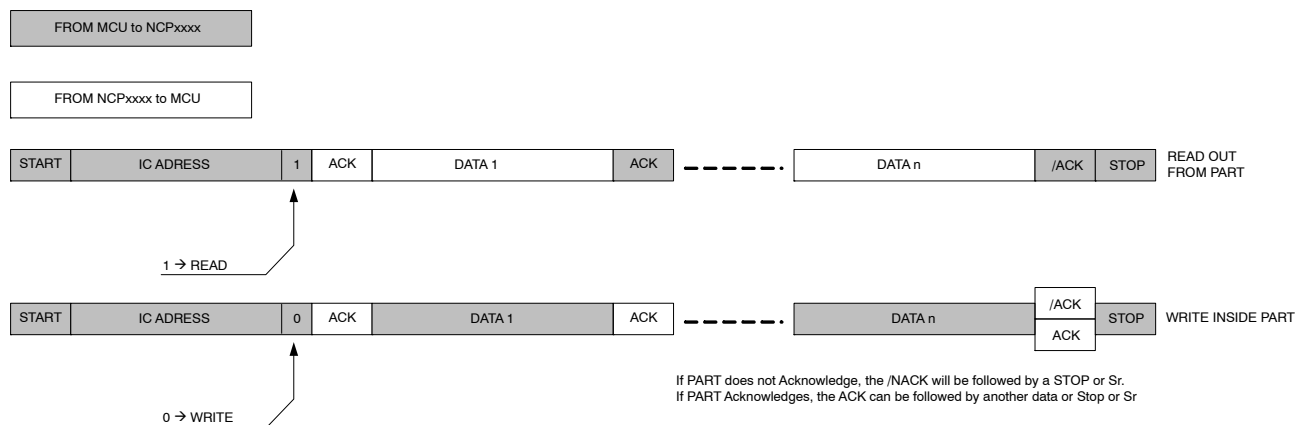 FROM MCU to NCPxxxx
FROM NCPxxxx to MCU
START IC ADRESS 1 ACK DATA 1 ACK DATA n /ACK STOP READ OUT
FROM PART
1 → READ
START IC ADRESS 0 ACK DATA 1 ACK DATA n /ACK STOP WRITE INSIDE PART
ACK
If PART does not Acknowledge, the /NACK will be followed by a STOP or Sr.
If PART Acknowledges, the ACK can be followed by another data or Stop or Sr
0 → WRITE